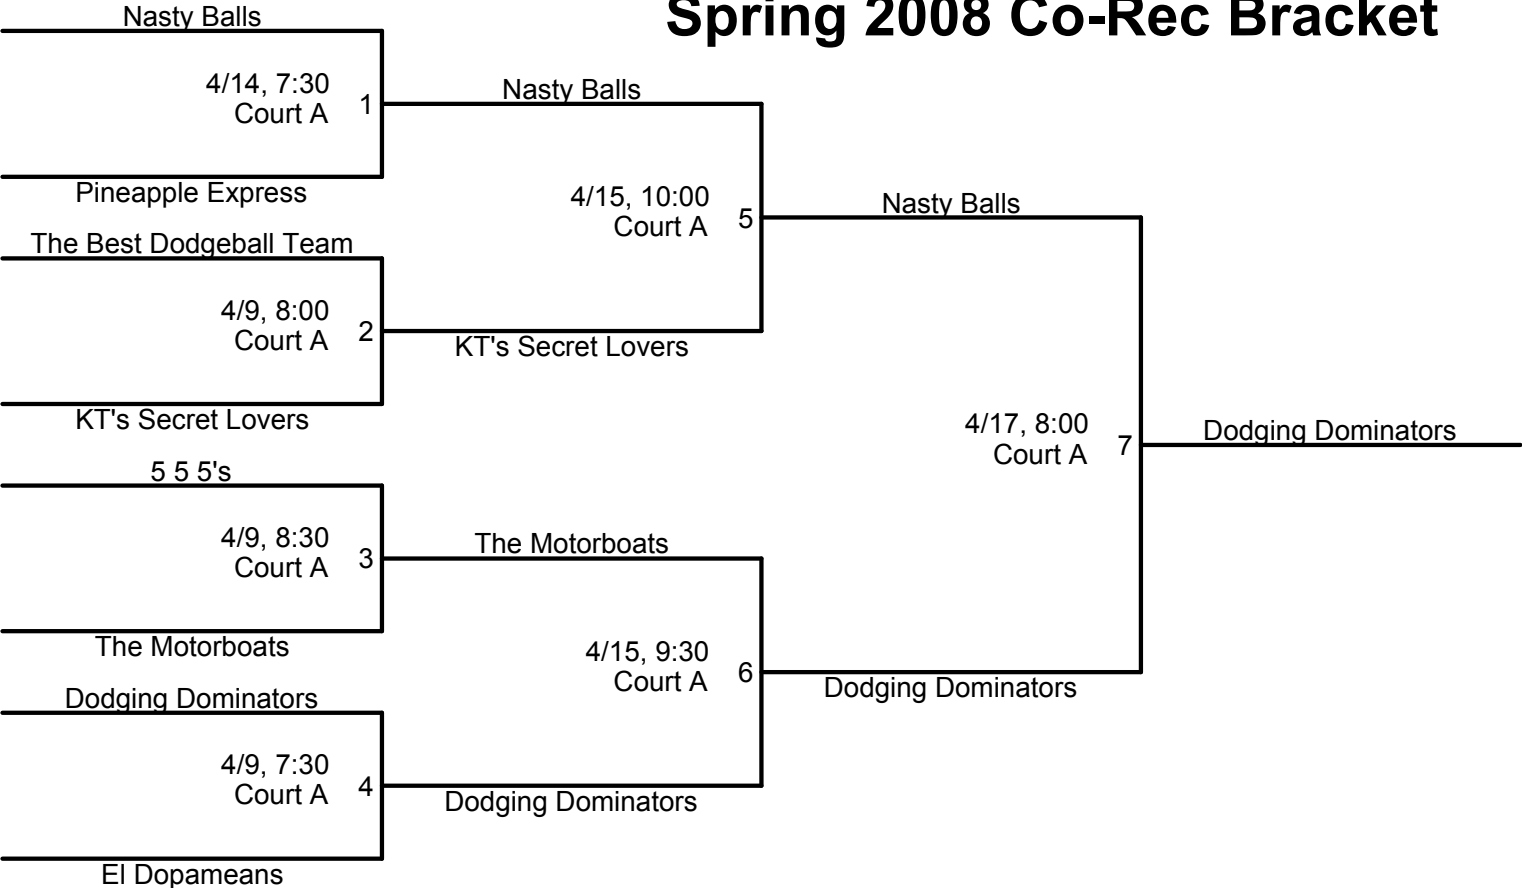 Spring 2008 Co-Rec Bracket
Nasty Balls
4/14, 7:30
Court A
1
Pineapple Express
The Best Dodgeball Team
4/9, 8:00
Court A
2
KT's Secret Lovers
5 5 5's
4/9, 8:30
Court A
3
The Motorboats
Dodging Dominators
4/9, 7:30
Court A
4
El Dopameans
Nasty Balls
4/15, 10:00
Court A
5
KT's Secret Lovers
The Motorboats
4/15, 9:30
Court A
6
Dodging Dominators
Nasty Balls
4/17, 8:00
Court A
7
Dodging Dominators
Dodging Dominators